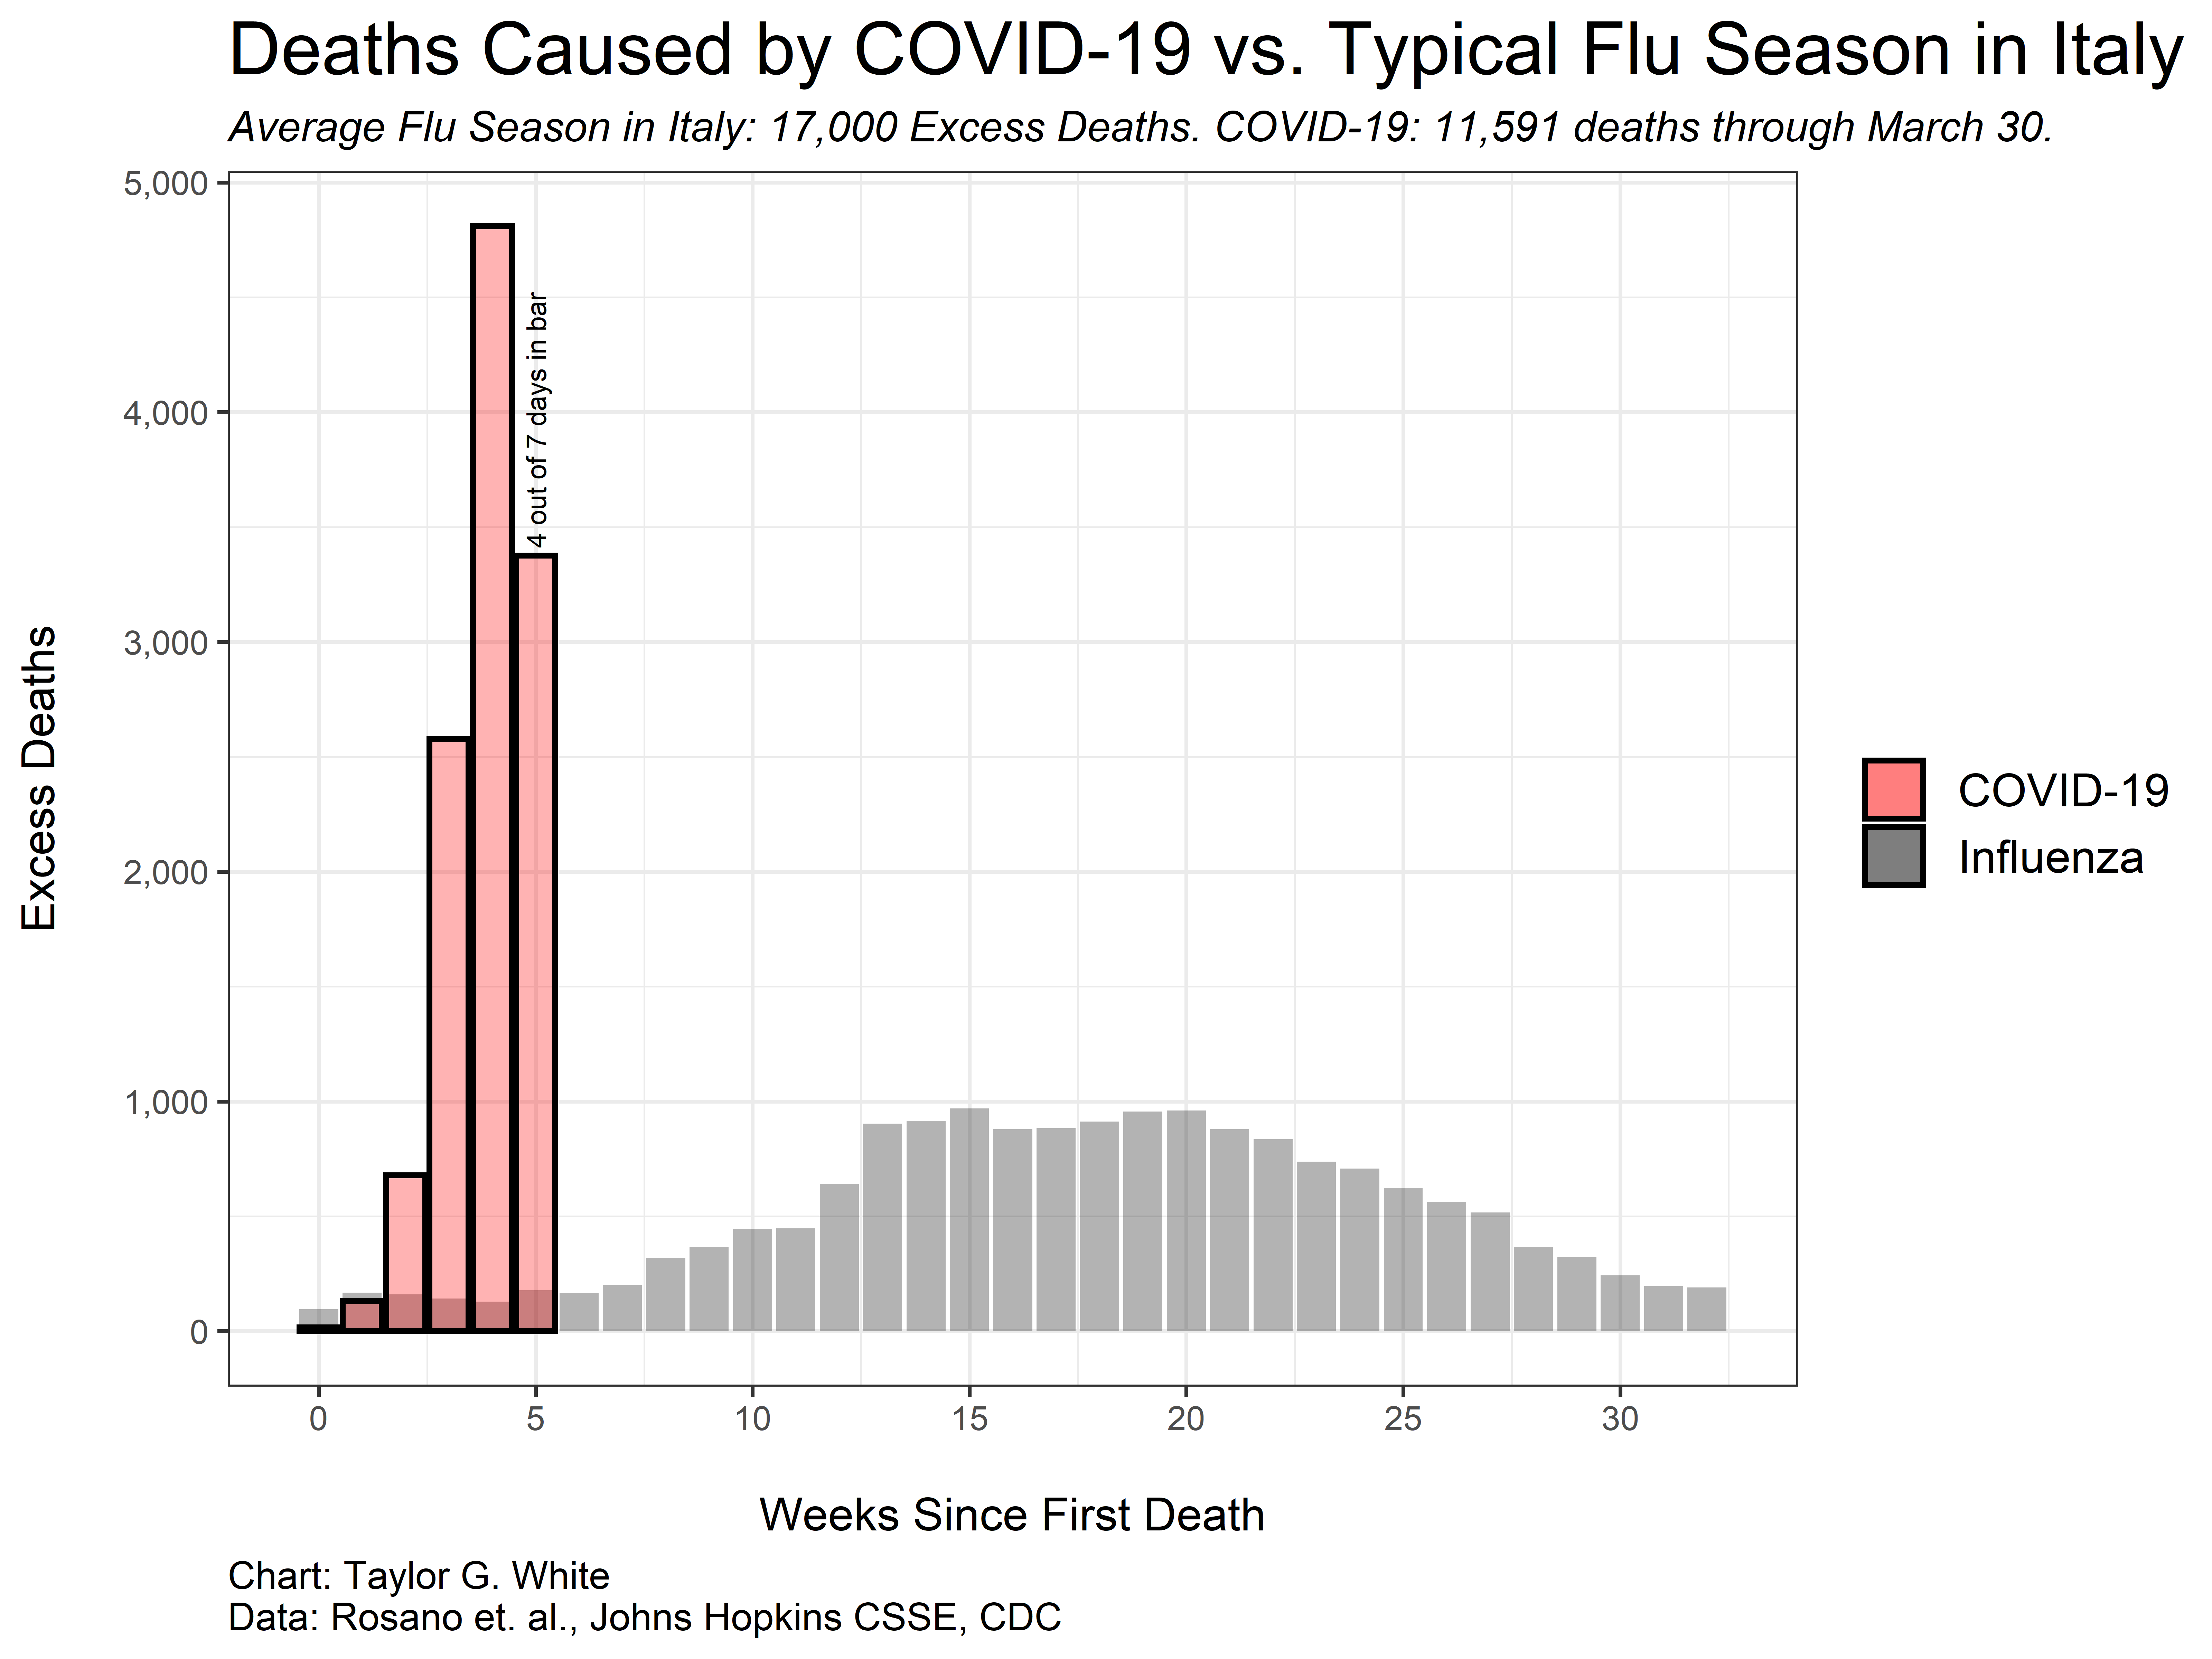 Deaths Caused by COVID-19 vs. Typical Flu Season in Italy
Average Flu Season in Italy: 17,000 Excess Deaths. COVID-19: 11,591 deaths through March 30.
Excess Deaths
5,000
4,000
3,000
2,000
1,000
0
4 out of 7 days in bar
COVID-19
Influenza
0 5 10 15 20 25 30
Weeks Since First Death
Chart: Taylor G. White
Data: Rosano et. al., Johns Hopkins CSSE, CDC